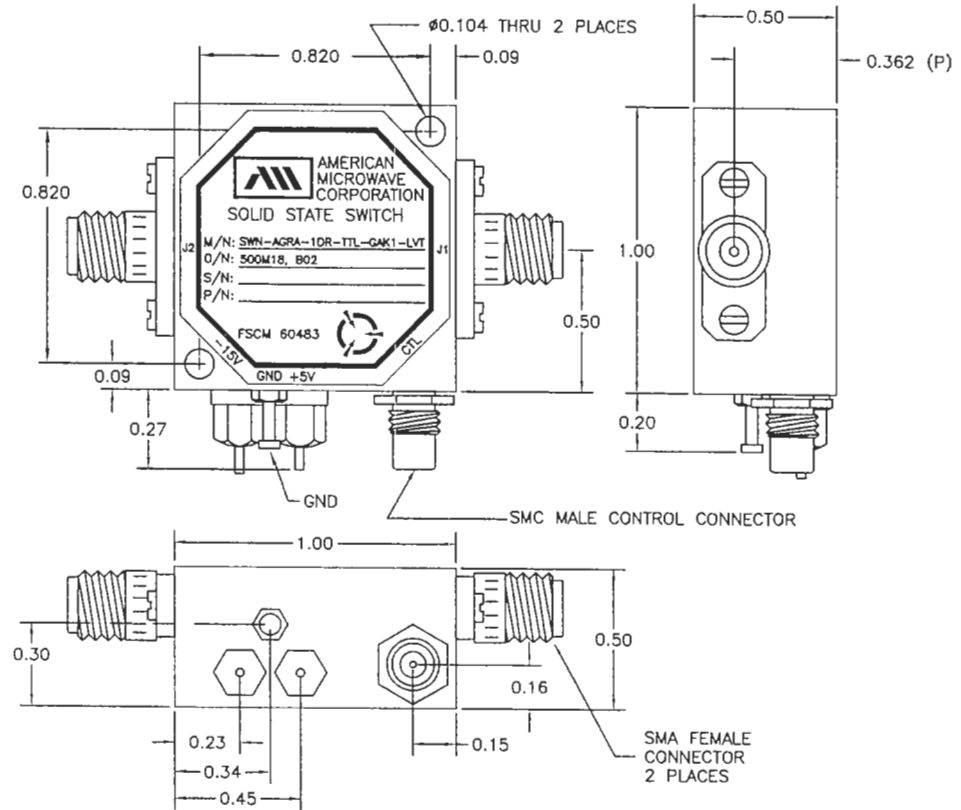 0.50
Ø0.104 THRU 2 PLACES
0.820
0.09
0.362 (P)
AMERICAN
MICROWAVE
CORPORATION
SOLID STATE SWITCH
0.820
J2
M/N: SWN-AGRA-1DR-TTL-GAK1-LVT
J1
O/N: 500M18, B02
S/N:
P/N:
1.00
0.50
FSCM 60483
-15V
CTL
GND +5V
0.09
0.27
0.20
GND
SMC MALE CONTROL CONNECTOR
1.00
0.30
0.50
0.16
0.23
0.15
0.34
0.45
SMA FEMALE
CONNECTOR
2 PLACES